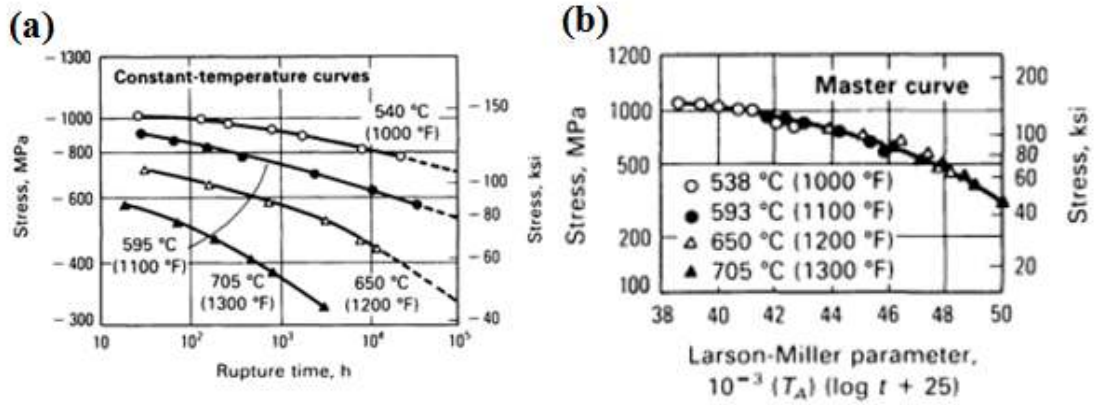 (a)
Stress, MPa
1300
1000
800
600
400
300
Constant-temperature curves
540 °C
(1000 °F)
595 °C
(1100 °F)
705 °C
(1300 °F)
650 °C
(1200 °F)
150
100
80
60
40
Stress, ksi
10 10² 10³ 10⁴ 10⁵
Rupture time, h
(b)
Stress, MPa
1200
1000
500
200
100
Master curve
538 °C (1000 °F)
593 °C (1100 °F)
650 °C (1200 °F)
705 °C (1300 °F)
200
100
80
60
40
20
Stress, ksi
38 40 42 44 46 48 50
Larson-Miller parameter,
10⁻³ (T_A) (log t + 25)